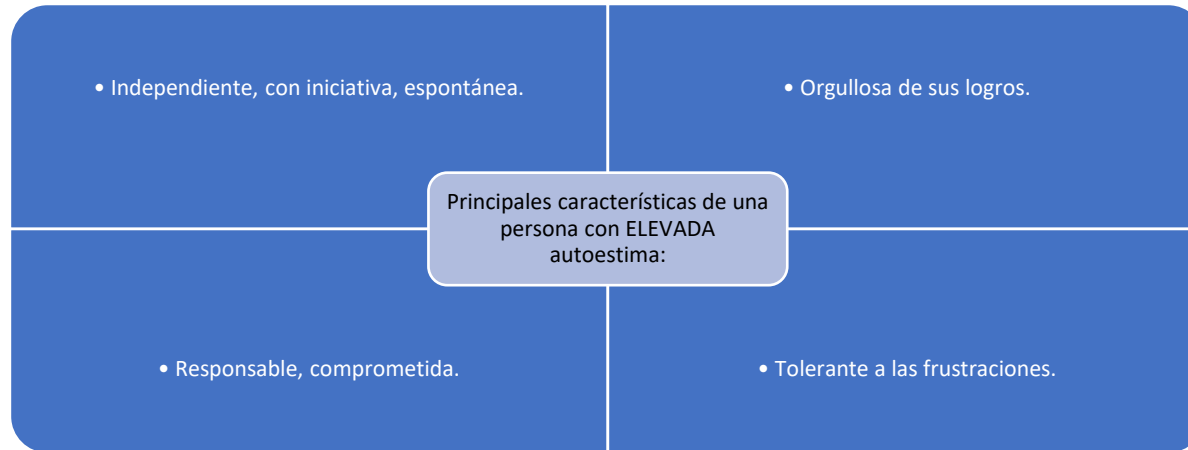 • Independiente, con iniciativa, espontánea.
• Orgullosa de sus logros.
Principales características de una
persona con ELEVADA
autoestima:
• Responsable, comprometida.
• Tolerante a las frustraciones.